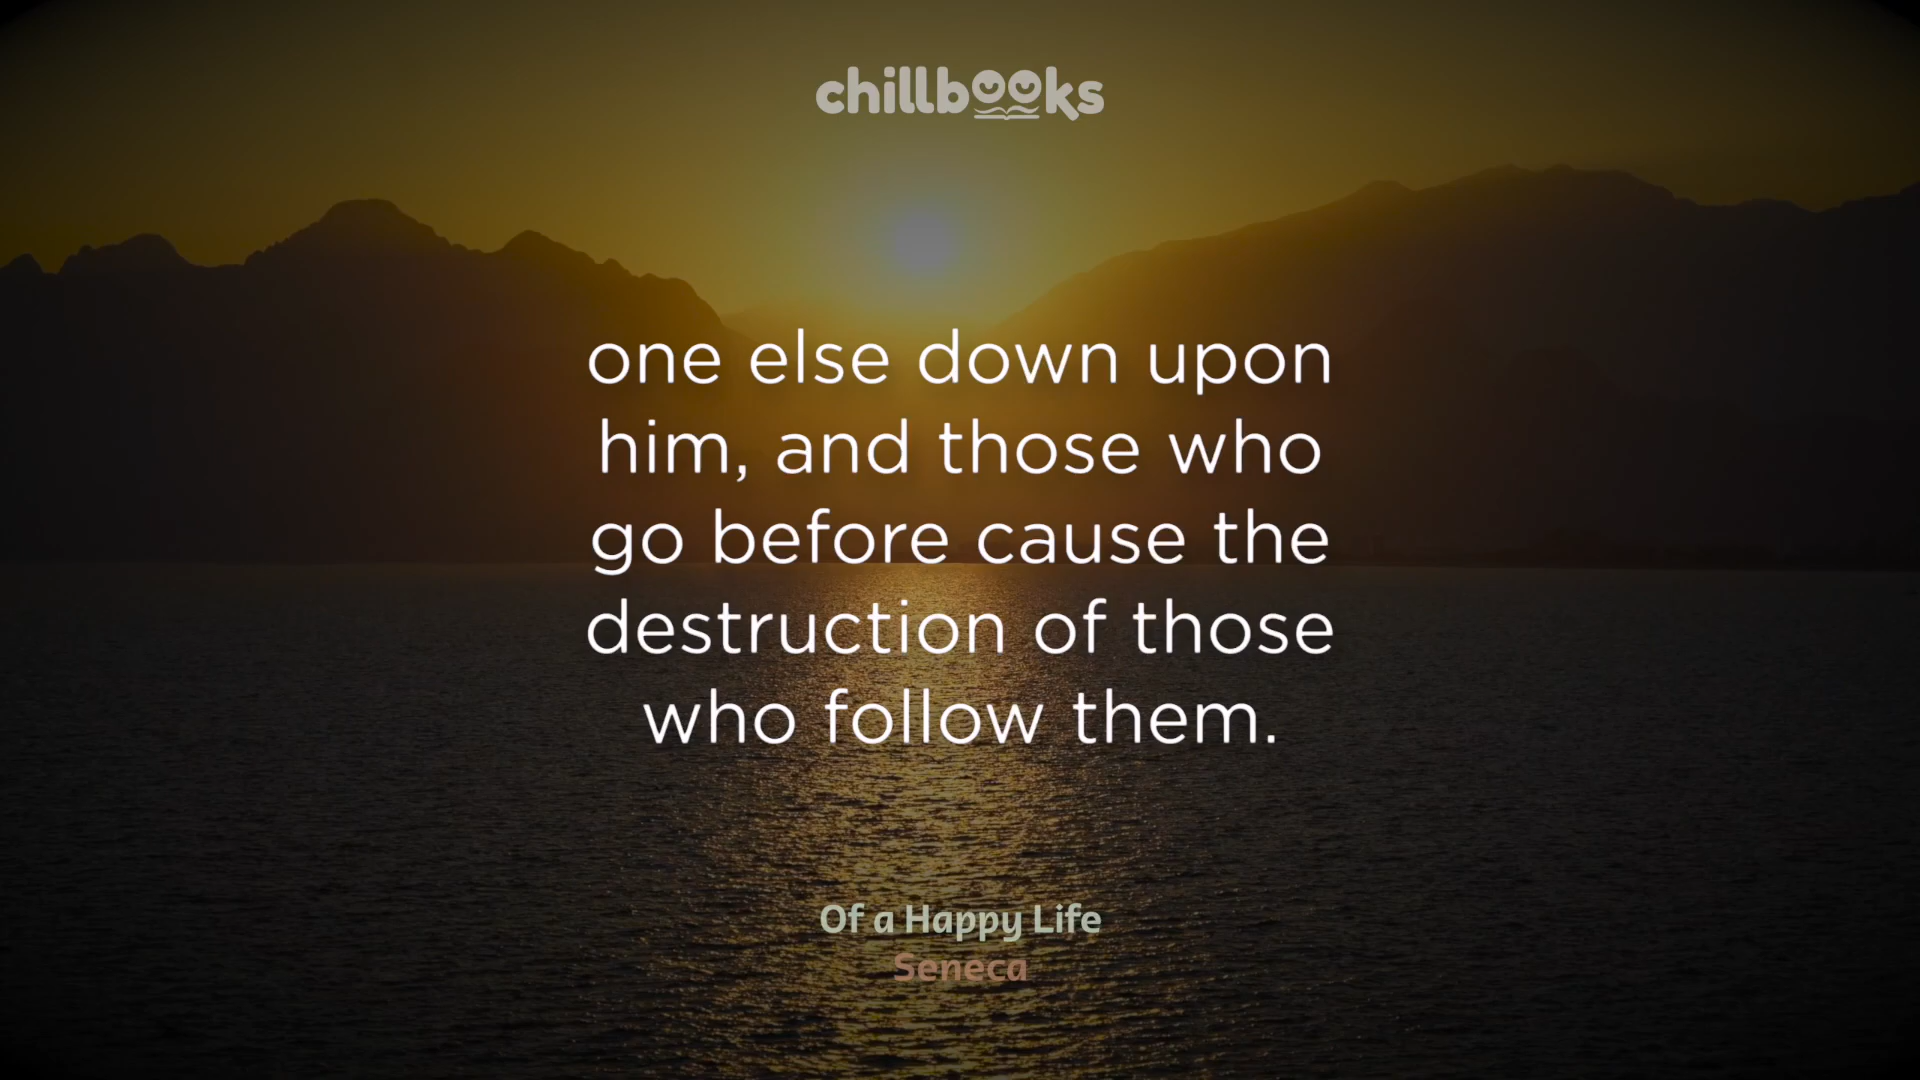 chillbooks
one else down upon
him, and those who
go before cause the
destruction of those
who follow them.
Of a Happy Life
Seneca